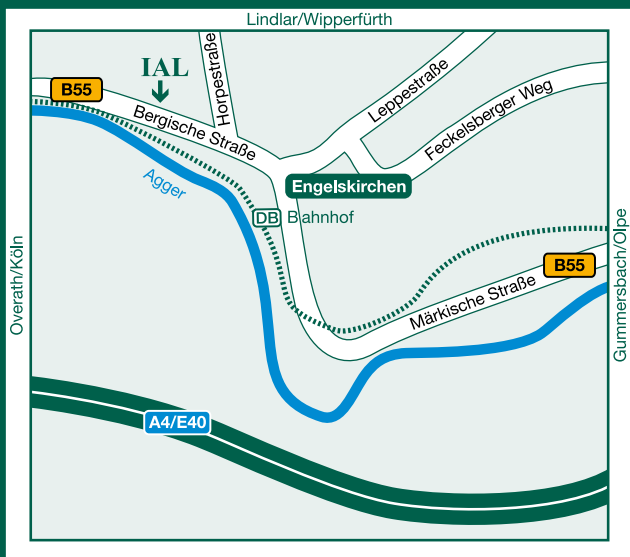 Lindlar/Wipperfürth
IAL
B55
Horpestraße
Leppestraße
Feckelsberger Weg
Bergische Straße
Agger
Engelskirchen
DB Bahnhof
Overath/Köln
Gummersbach/Olpe
B55
Märkische Straße
A4/E40